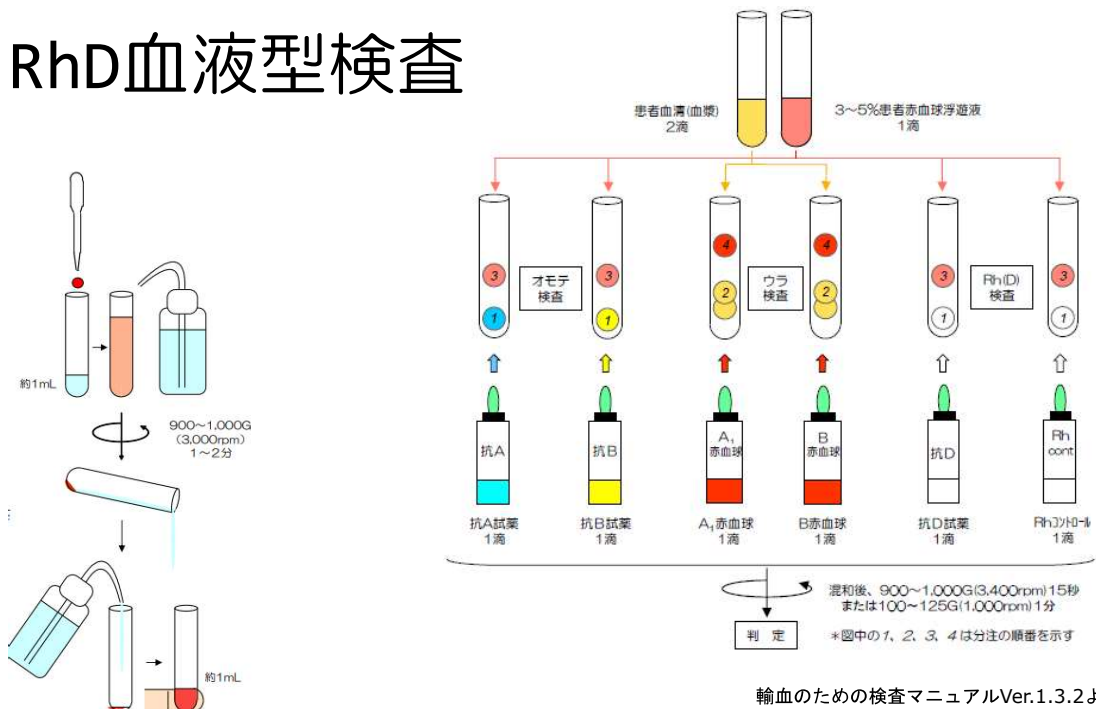 RhD血液型検査
患者血清(血漿)
2滴
3～5%患者赤血球浮遊液
1滴
3
1
オモテ
検査
3
1
4
2
ウラ
検査
4
2
3
1
Rh(D)
検査
3
1
抗A
抗B
A₁
赤血球
B
赤血球
抗D
Rh
cont
抗A試薬
1滴
抗B試薬
1滴
A₁赤血球
1滴
B赤血球
1滴
抗D試薬
1滴
Rhコントロール
1滴
混和後、900～1,000G(3,400rpm)15秒
または100～125G(1,000rpm)1分
判 定
＊図中の1、2、3、4は分注の順番を示す
約1mL
900～1,000G
(3,000rpm)
1～2分
約1mL
輸血のための検査マニュアルVer.1.3.2よ